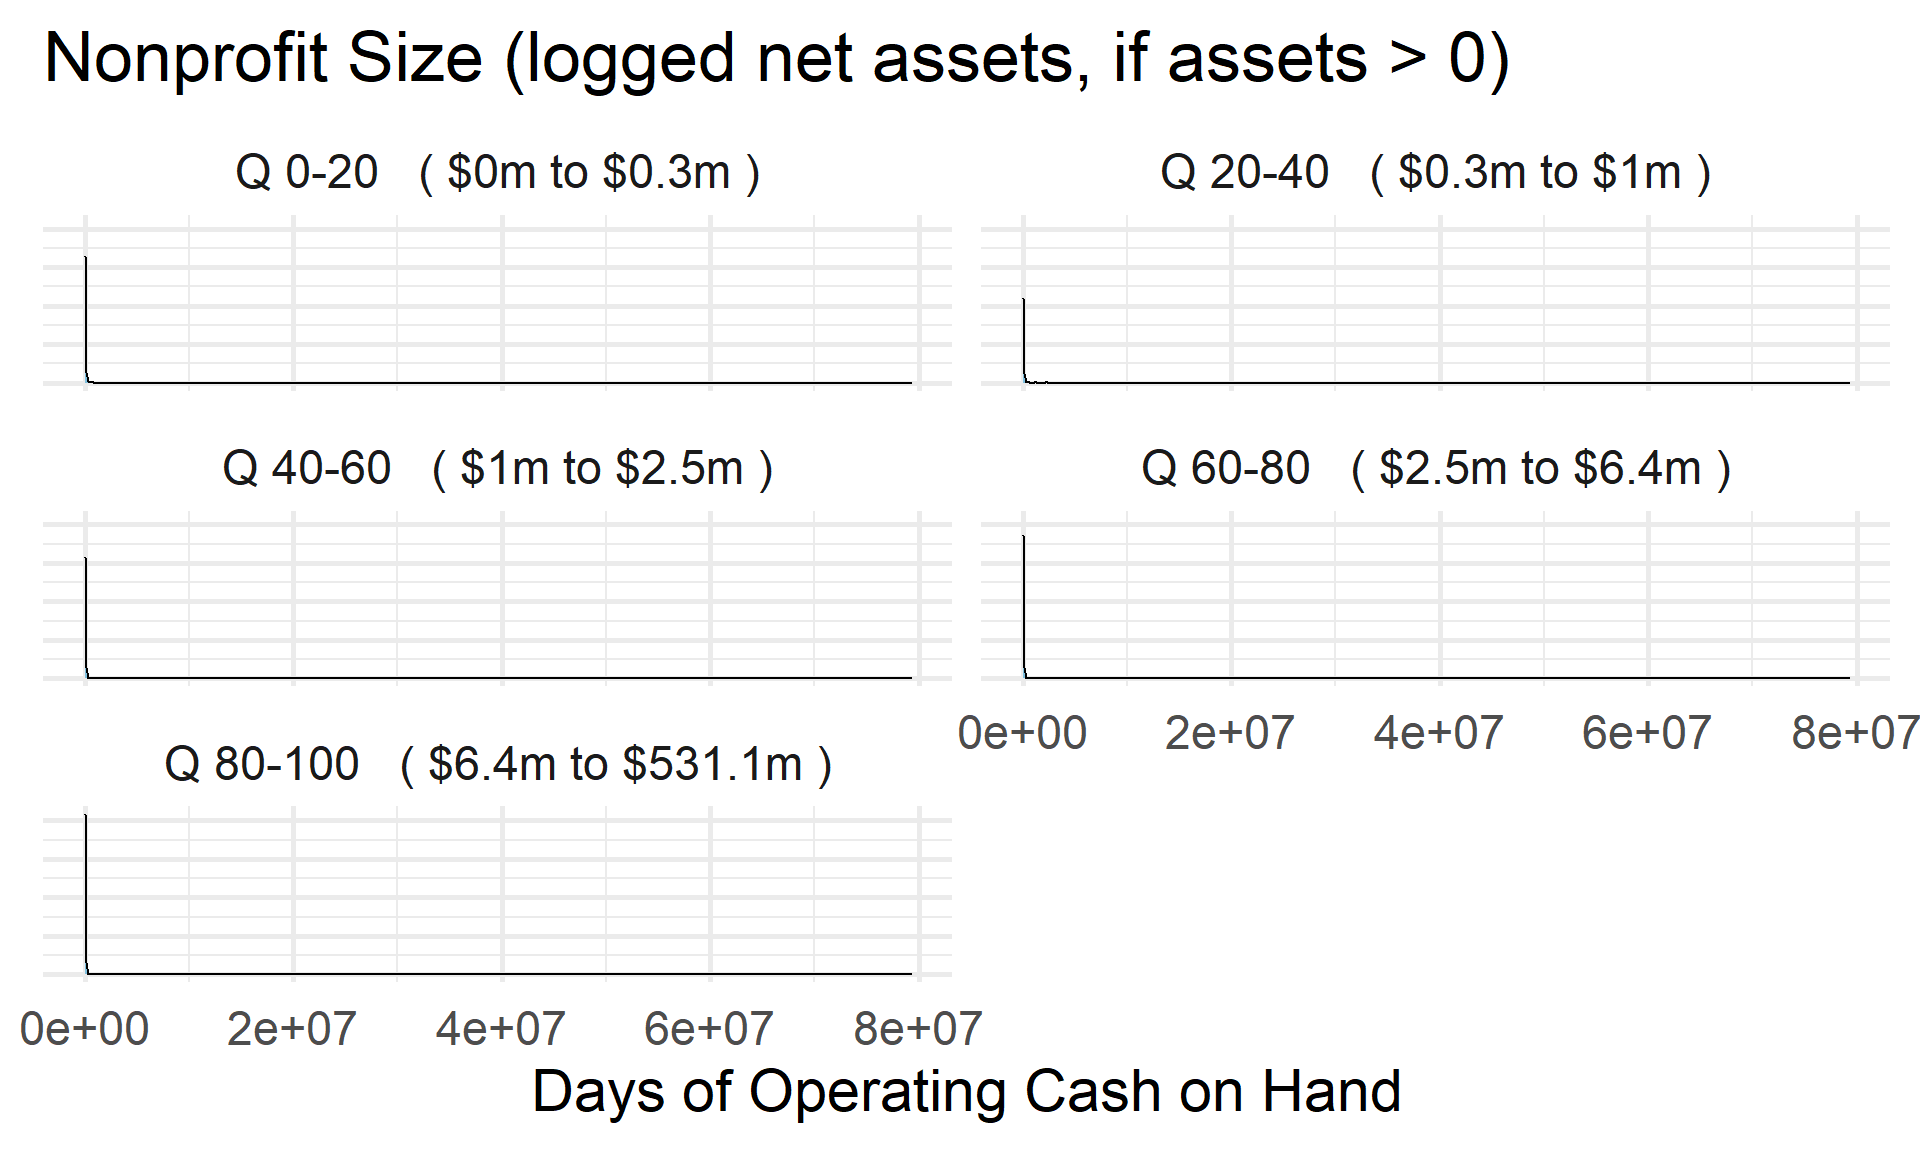 Nonprofit Size (logged net assets, if assets > 0)
Q 0-20 ( $0m to $0.3m )
Q 20-40 ( $0.3m to $1m )
Q 40-60 ( $1m to $2.5m )
Q 60-80 ( $2.5m to $6.4m )
0e+00 2e+07 4e+07 6e+07 8e+07
Q 80-100 ( $6.4m to $531.1m )
0e+00 2e+07 4e+07 6e+07 8e+07
Days of Operating Cash on Hand